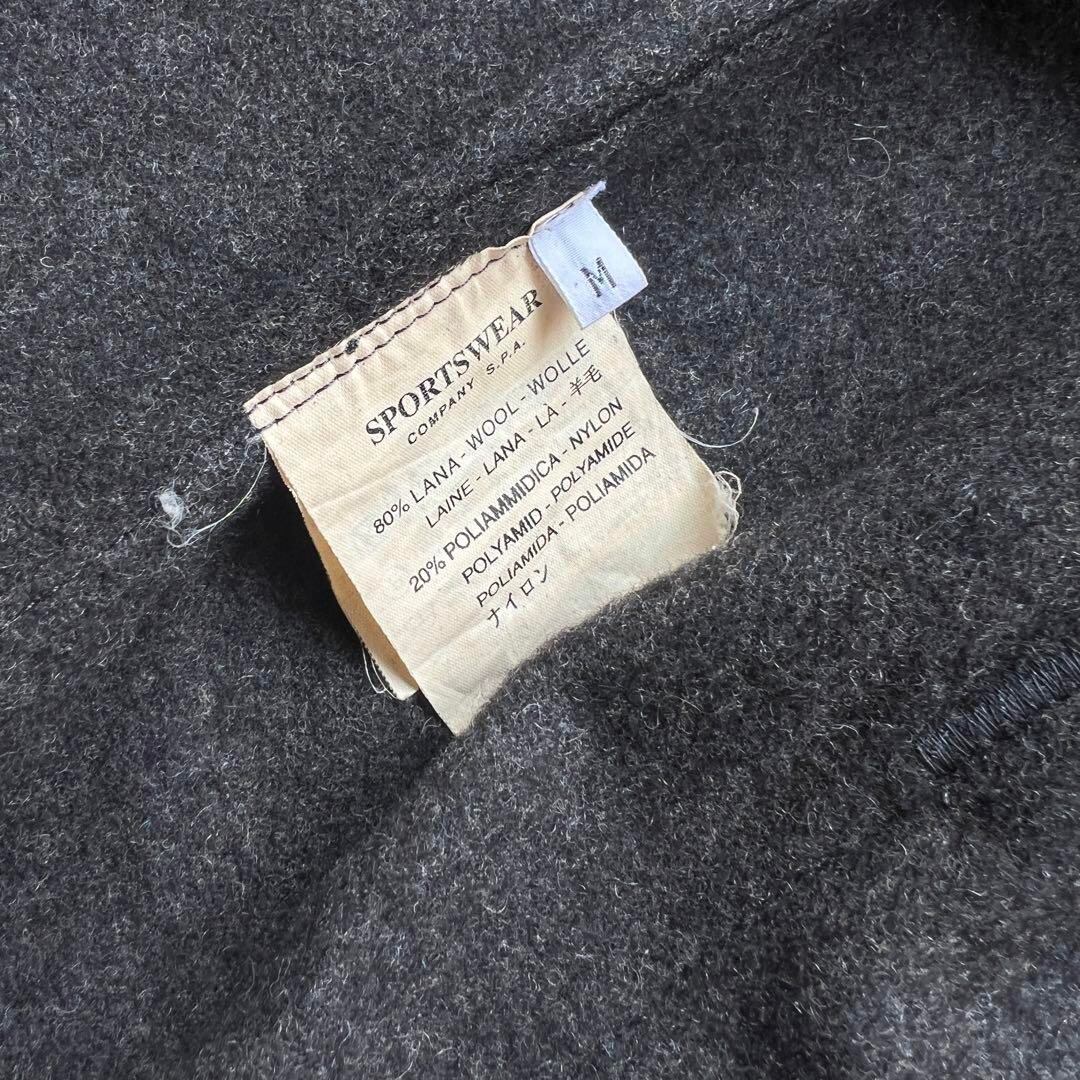 M
SPORTSWEAR
COMPANY S.P.A.
80% LANA - WOOL - WOLLE
LAINE - LANA - LÀ - 羊毛
20% POLIAMMIDICA - NYLON
POLYAMID - POLYAMIDE
POLIAMIDA - POLIAMIDA
ナイロン